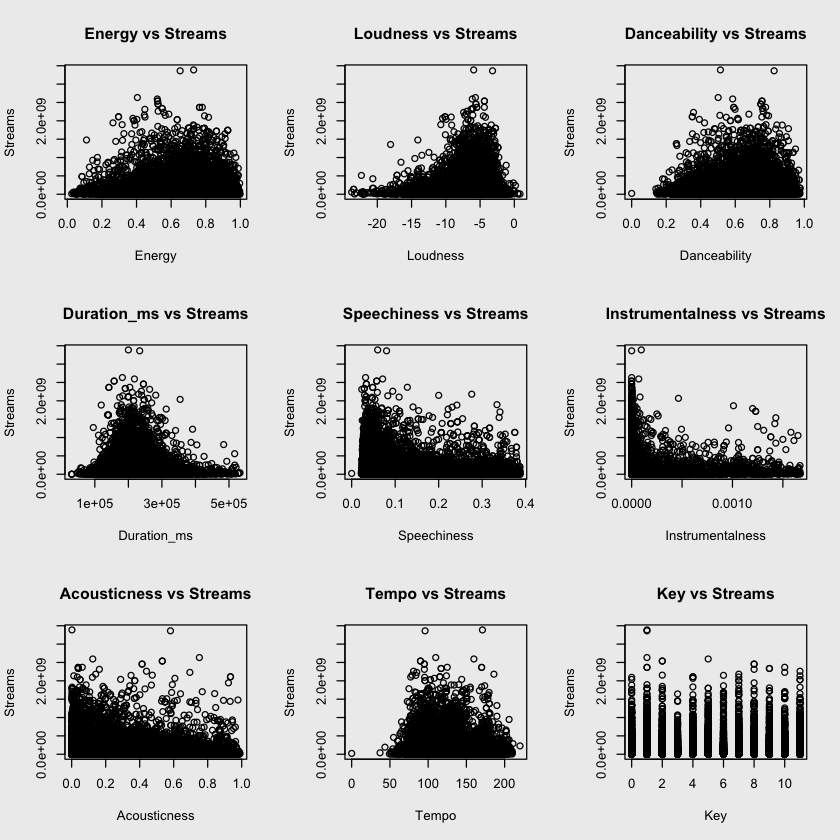 Energy vs Streams
Streams
2.0e+09
0.0e+00
0.0 0.2 0.4 0.6 0.8 1.0
Energy
Loudness vs Streams
Streams
2.0e+09
0.0e+00
-20 -15 -10 -5 0
Loudness
Danceability vs Streams
Streams
2.0e+09
0.0e+00
0.0 0.2 0.4 0.6 0.8 1.0
Danceability
Duration_ms vs Streams
Streams
2.0e+09
0.0e+00
1e+05 3e+05 5e+05
Duration_ms
Speechiness vs Streams
Streams
2.0e+09
0.0e+00
0.0 0.1 0.2 0.3 0.4
Speechiness
Instrumentalness vs Streams
Streams
2.0e+09
0.0e+00
0.0000 0.0010
Instrumentalness
Acousticness vs Streams
Streams
2.0e+09
0.0e+00
0.0 0.2 0.4 0.6 0.8 1.0
Acousticness
Tempo vs Streams
Streams
2.0e+09
0.0e+00
0 50 100 150 200
Tempo
Key vs Streams
Streams
2.0e+09
0.0e+00
0 2 4 6 8 10
Key